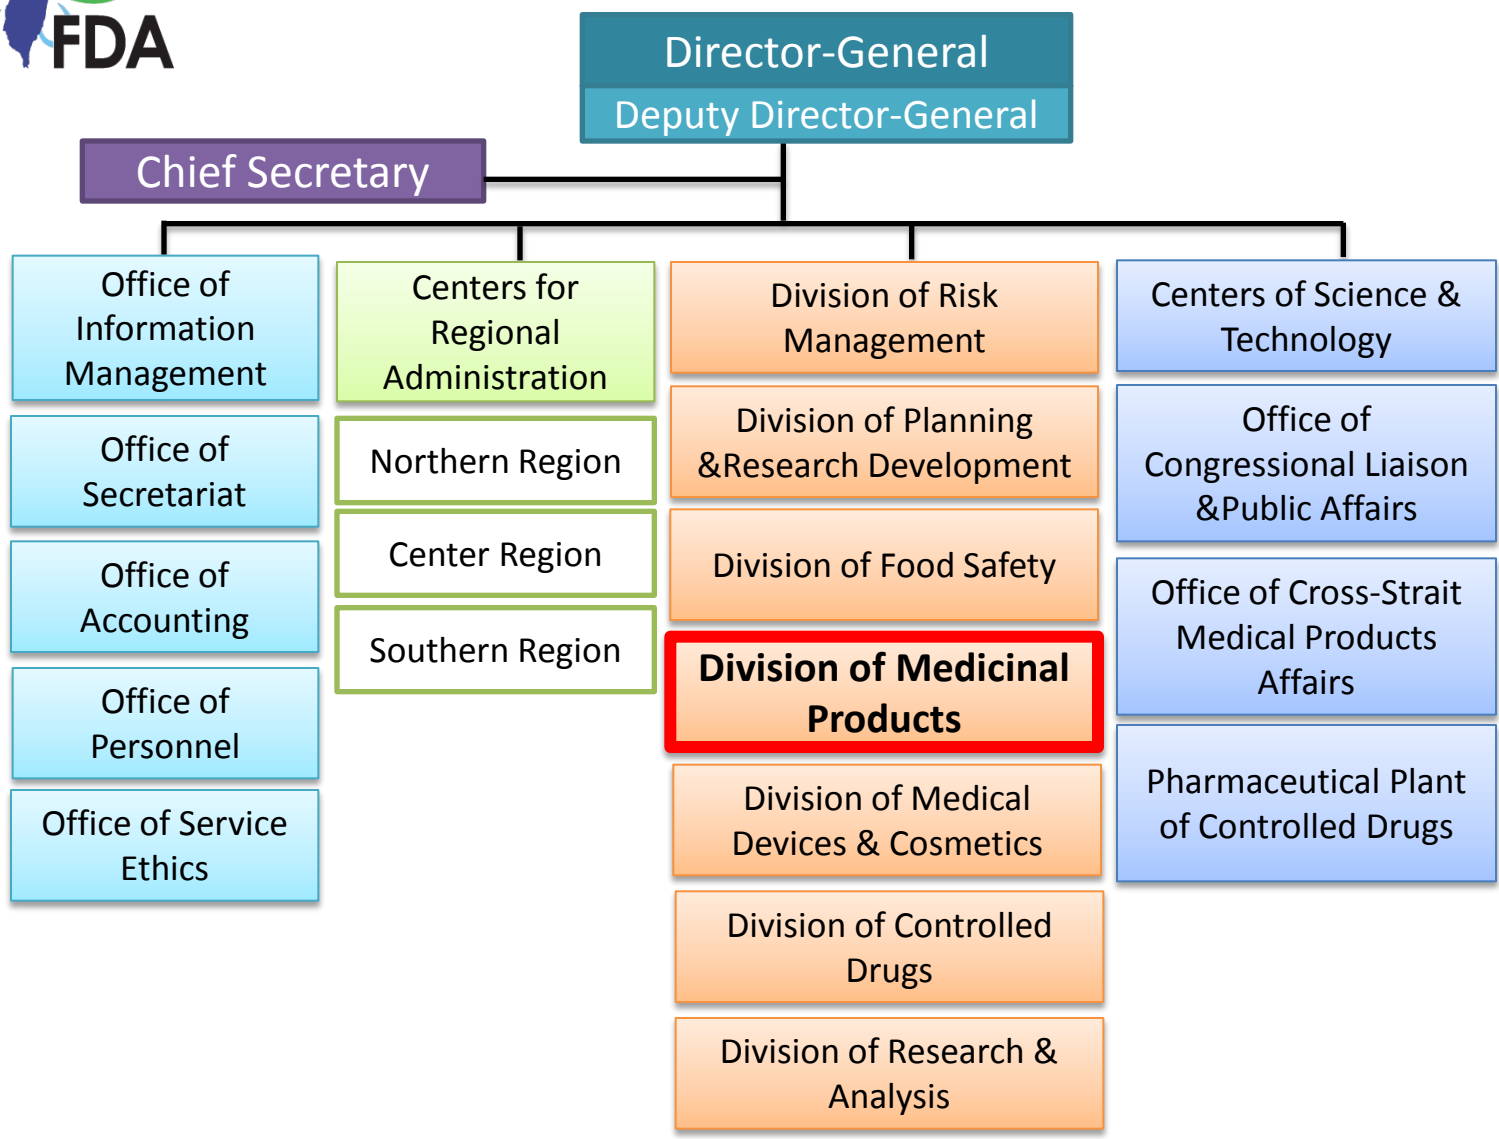 FDA
Director-General
Deputy Director-General
Chief Secretary
Office of
Information
Management
Office of
Secretariat
Office of
Accounting
Office of
Personnel
Office of Service
Ethics
Centers for
Regional
Administration
Northern Region
Center Region
Southern Region
Division of Risk
Management
Division of Planning
&Research Development
Division of Food Safety
Division of Medicinal
Products
Division of Medical
Devices & Cosmetics
Division of Controlled
Drugs
Division of Research &
Analysis
Centers of Science &
Technology
Office of
Congressional Liaison
&Public Affairs
Office of Cross-Strait
Medical Products
Affairs
Pharmaceutical Plant
of Controlled Drugs